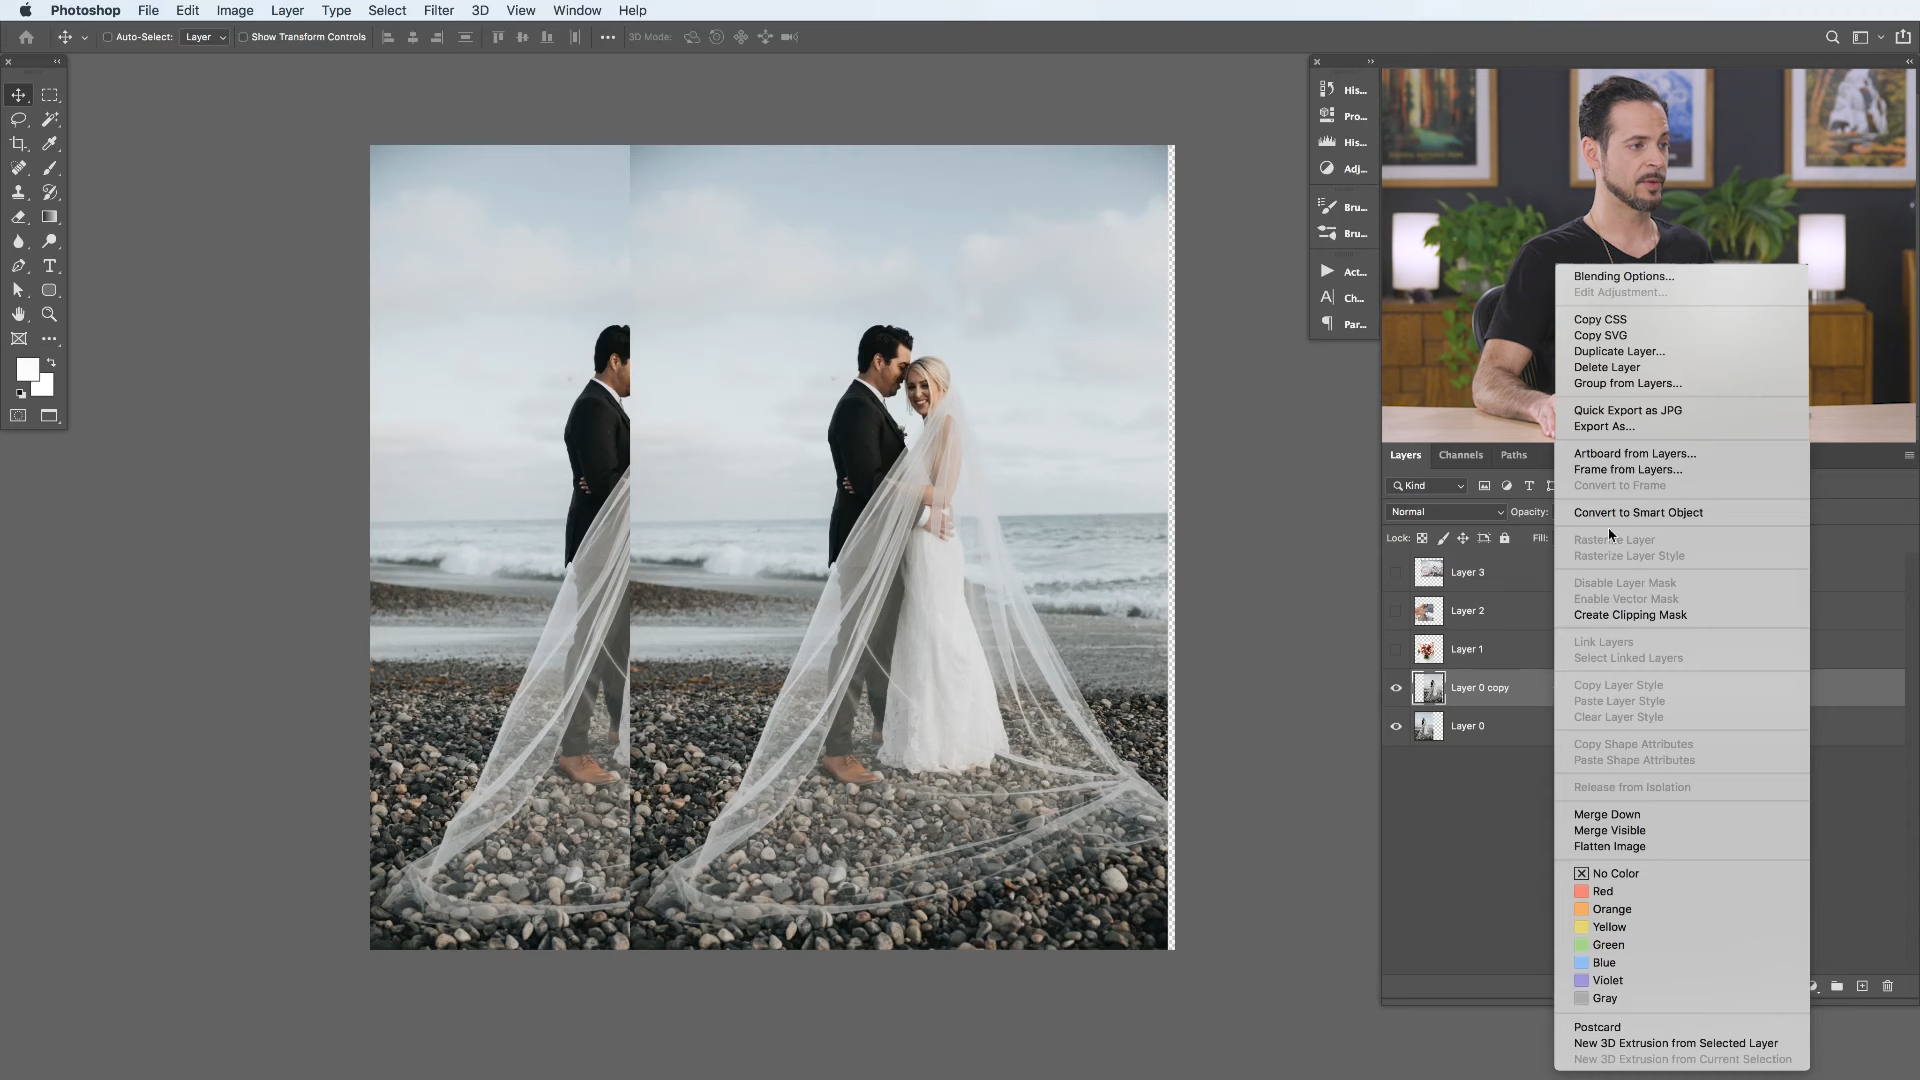 Photoshop File Edit Image Layer Type Select Filter 3D View Window Help
Auto-Select: Layer Show Transform Controls 3D Mode:
His...
Pro...
His...
Adj...
Bru...
Bru...
Act...
Ch...
Par...
Layers Channels Paths
Kind
Normal Opacity:
Lock: Fill:
Layer 3
Layer 2
Layer 1
Layer 0 copy
Layer 0
Blending Options...
Edit Adjustment...
Copy CSS
Copy SVG
Duplicate Layer...
Delete Layer
Group from Layers...
Quick Export as JPG
Export As...
Artboard from Layers...
Frame from Layers...
Convert to Frame
Convert to Smart Object
Rasterize Layer
Rasterize Layer Style
Disable Layer Mask
Enable Vector Mask
Create Clipping Mask
Link Layers
Select Linked Layers
Copy Layer Style
Paste Layer Style
Clear Layer Style
Copy Shape Attributes
Paste Shape Attributes
Release from Isolation
Merge Down
Merge Visible
Flatten Image
No Color
Red
Orange
Yellow
Green
Blue
Violet
Gray
Postcard
New 3D Extrusion from Selected Layer
New 3D Extrusion from Current Selection